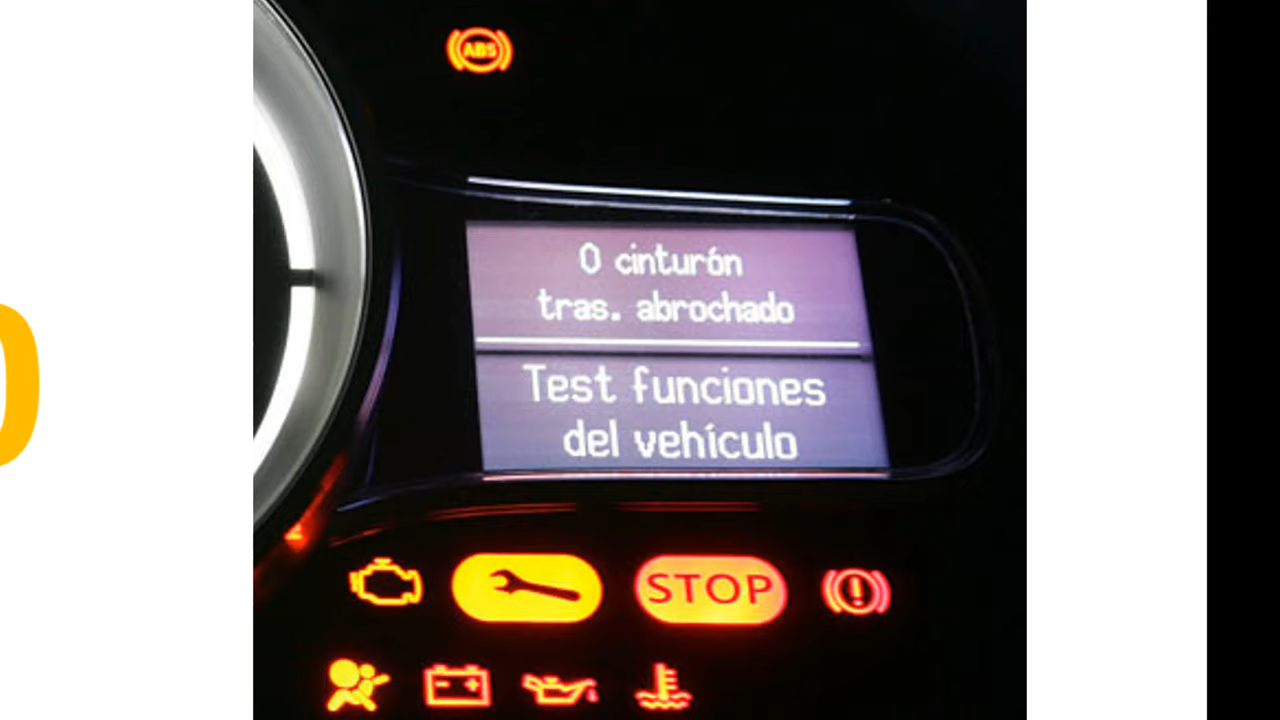 ABS
0 cinturón
tras. abrochado
Test funciones
del vehículo
STOP